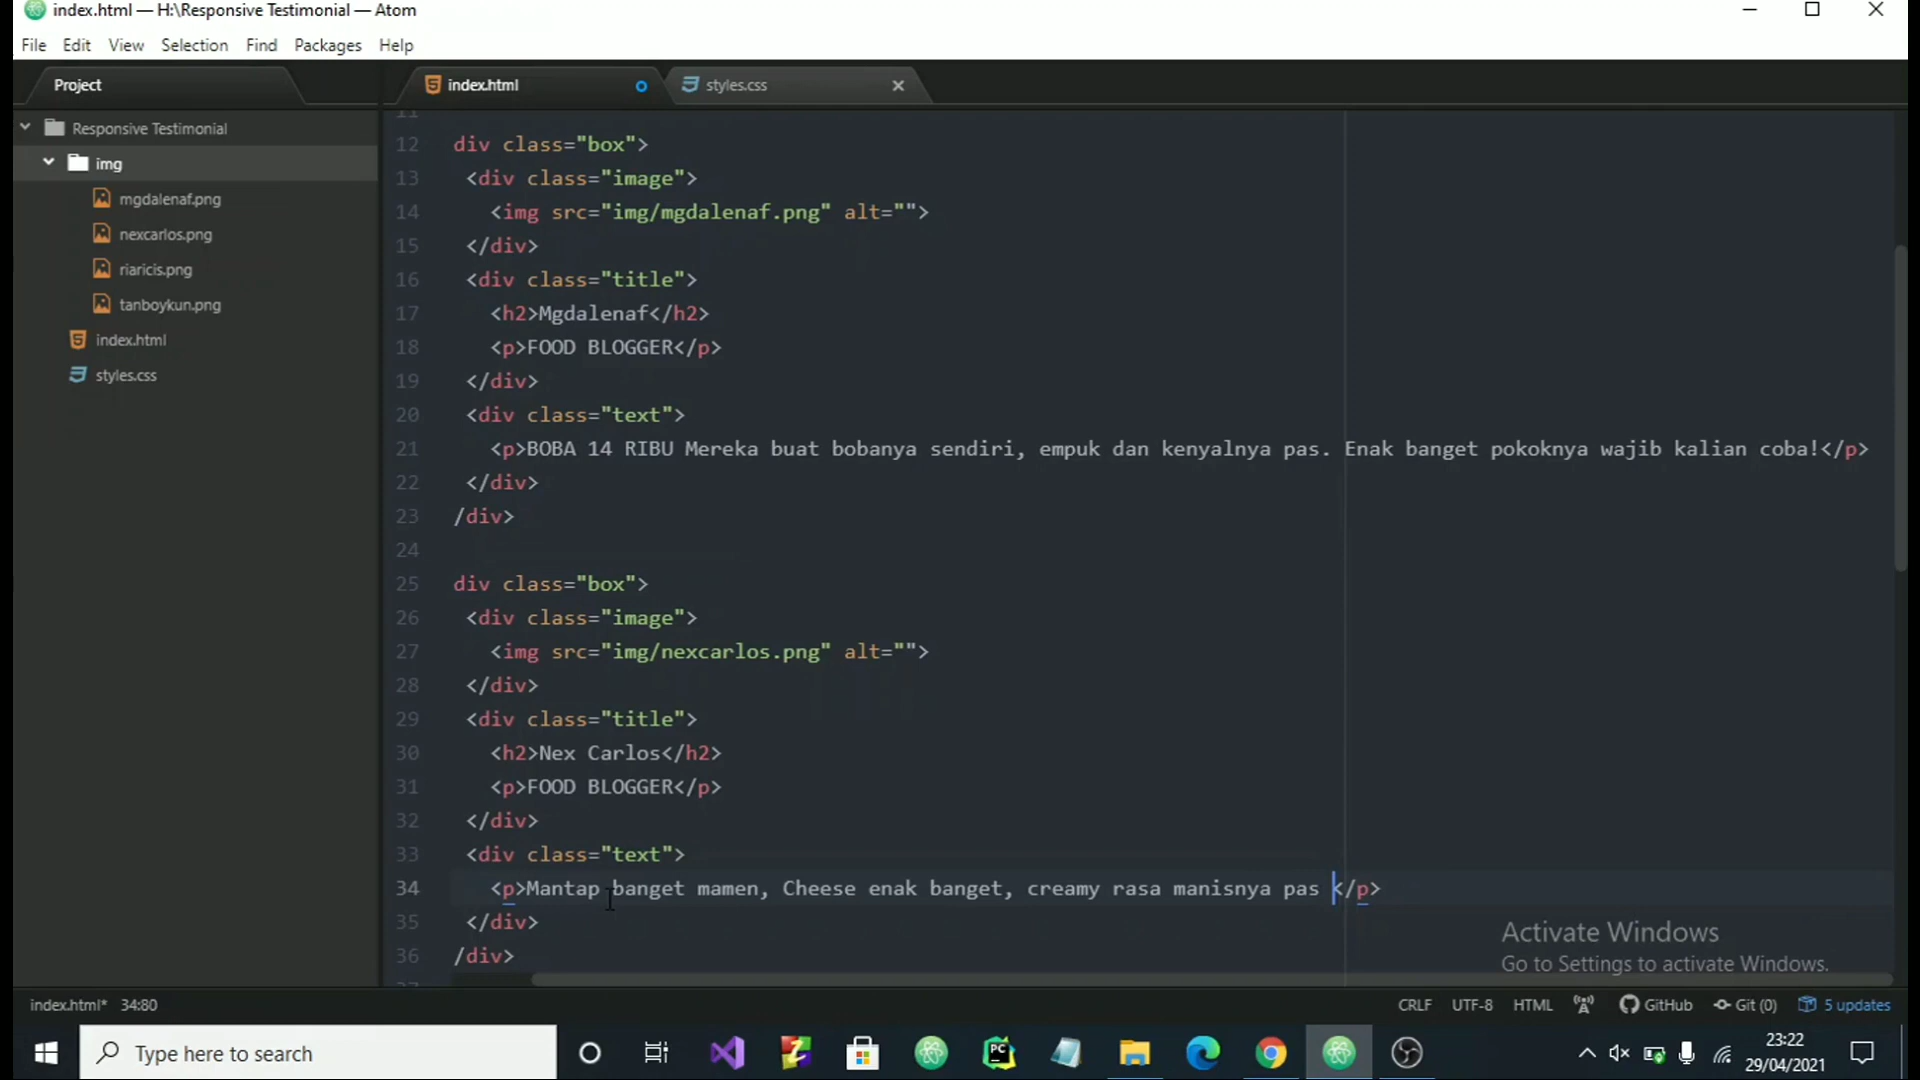 index.html — H:\Responsive Testimonial — Atom
File Edit View Selection Find Packages Help
Project
index.html
styles.css
Responsive Testimonial
img
mgdalenaf.png
nexcarlos.png
riaricis.png
tanboykun.png
index.html
styles.css
12 div class="box">
13 <div class="image">
14 <img src="img/mgdalenaf.png" alt="">
15 </div>
16 <div class="title">
17 <h2>Mgdalenaf</h2>
18 <p>FOOD BLOGGER</p>
19 </div>
20 <div class="text">
21 <p>BOBA 14 RIBU Mereka buat bobanya sendiri, empuk dan kenyalnya pas. Enak banget pokoknya wajib kalian coba!</p>
22 </div>
23 /div>
24
25 div class="box">
26 <div class="image">
27 <img src="img/nexcarlos.png" alt="">
28 </div>
29 <div class="title">
30 <h2>Nex Carlos</h2>
31 <p>FOOD BLOGGER</p>
32 </div>
33 <div class="text">
34 <p>Mantap banget mamen, Cheese enak banget, creamy rasa manisnya pas </p>
35 </div>
36 /div>
Activate Windows
Go to Settings to activate Windows.
index.html* 34:80
CRLF UTF-8 HTML GitHub Git (0) 5 updates
Type here to search
PC
23:22
29/04/2021